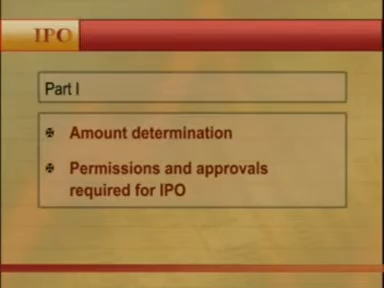 IPO
Part I
Amount determination
Permissions and approvals
required for IPO